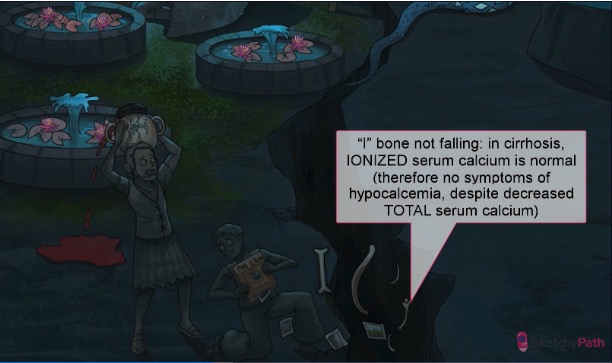 "I" bone not falling: in cirrhosis,
IONIZED serum calcium is normal
(therefore no symptoms of
hypocalcemia, despite decreased
TOTAL serum calcium)
SketchyPath